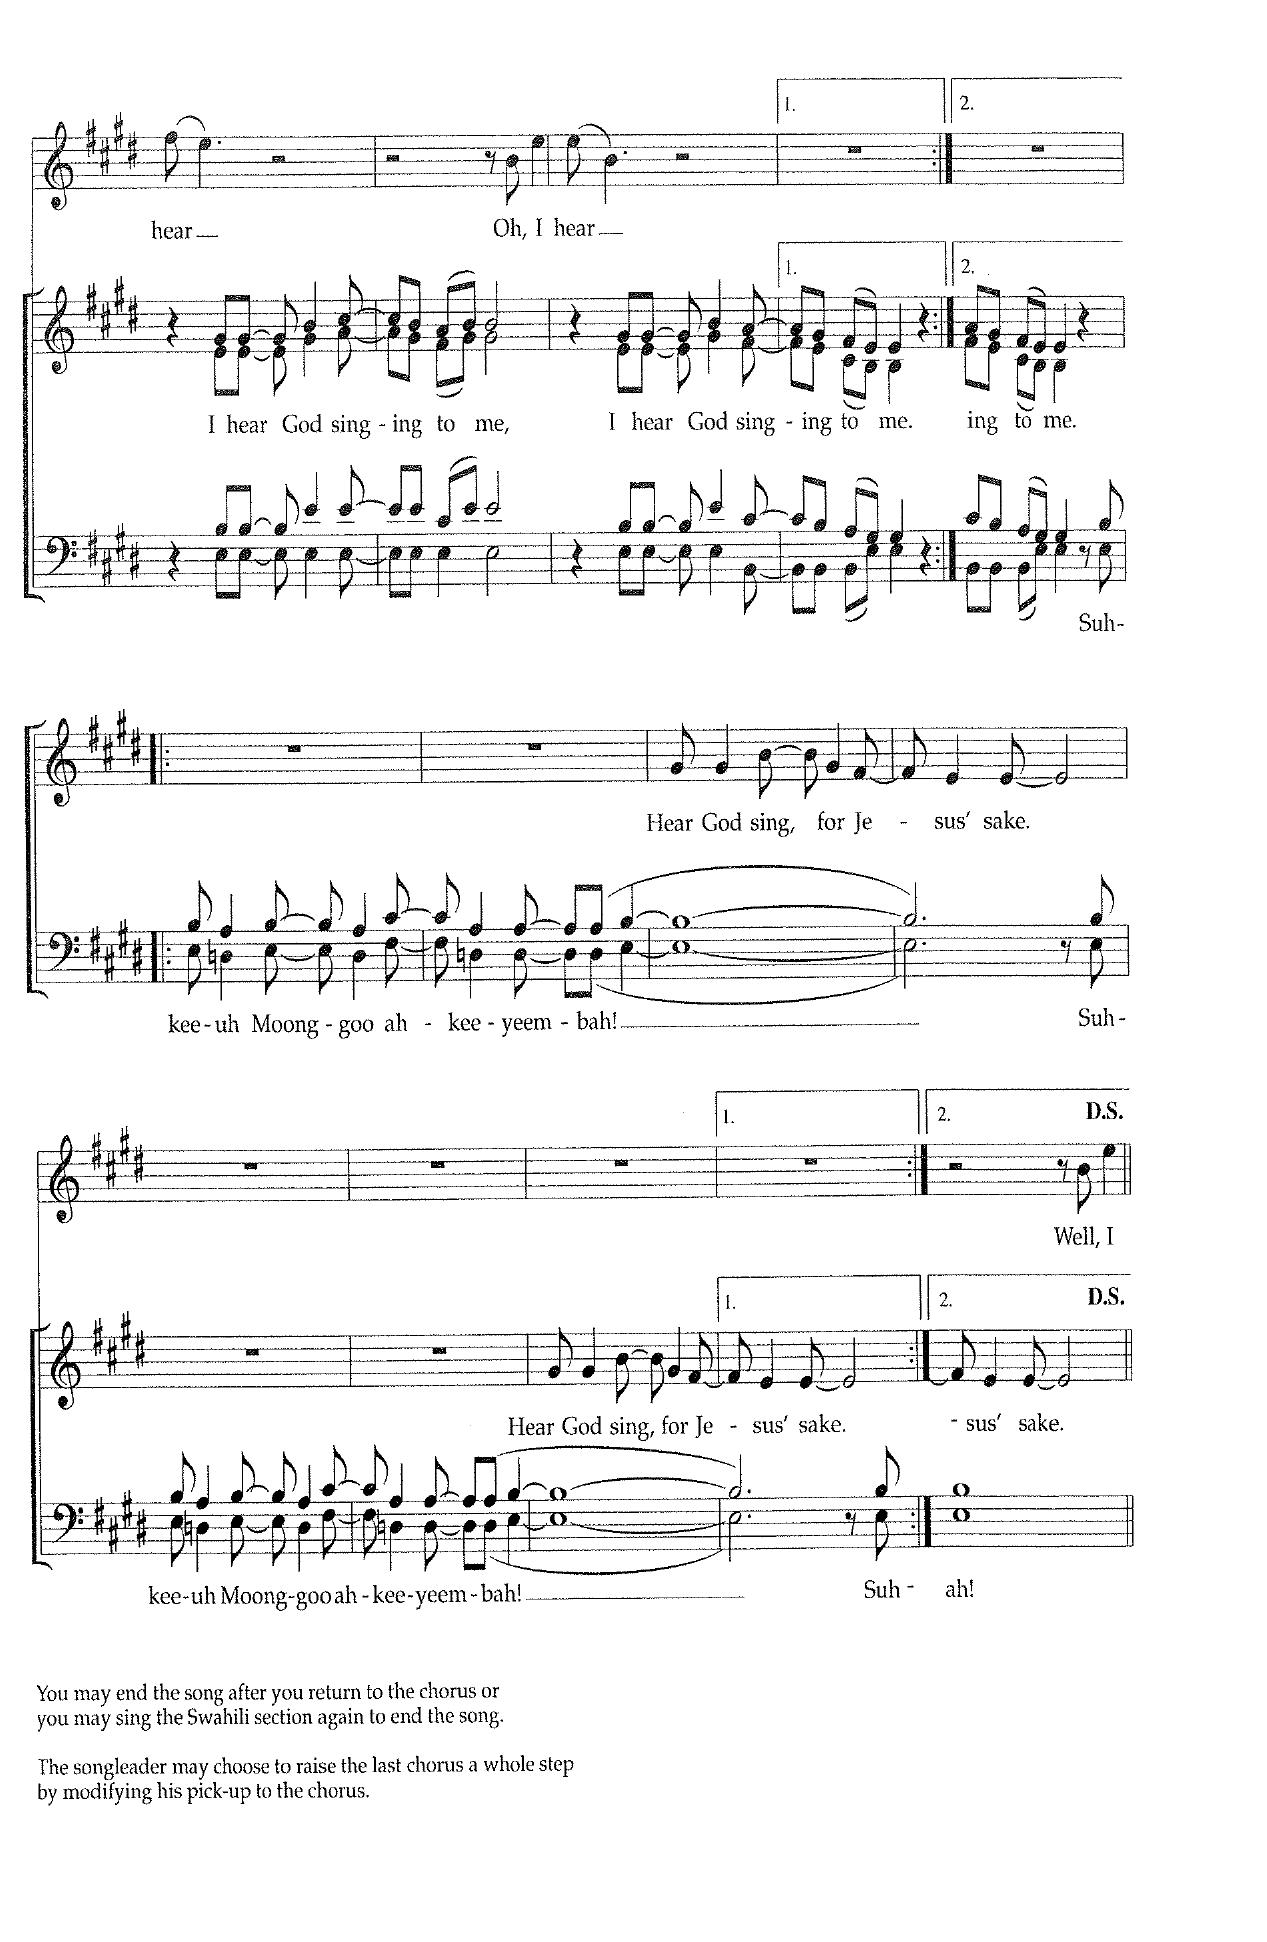 1. 2.
hear
Oh, I hear
1. 2.
I hear God sing - ing to me, I hear God sing - ing to me. ing to me.
Suh-
Hear God sing, for Je - sus' sake.
kee-uh Moong-goo ah - kee-yeem-bah! Suh-
1. 2. D.S.
Well, I
1. 2. D.S.
Hear God sing, for Je - sus' sake. - sus' sake.
kee-uh Moong-goo ah-kee-yeem-bah! Suh- ah!
You may end the song after you return to the chorus or
you may sing the Swahili section again to end the song.
The songleader may choose to raise the last chorus a whole step
by modifying his pick-up to the chorus.